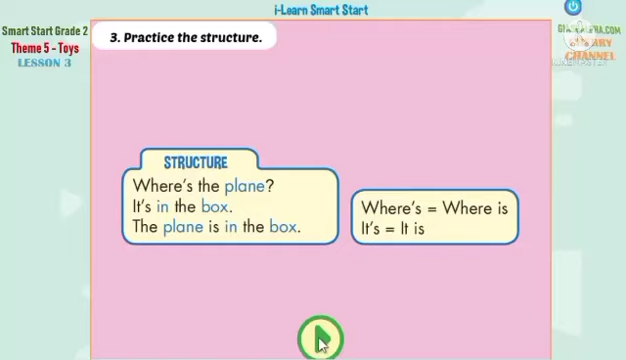 i-Learn Smart Start
Smart Start Grade 2
Theme 5 - Toys
LESSON 3
3. Practice the structure.
STRUCTURE
Where's the plane?
It's in the box.
The plane is in the box.
Where's = Where is
It's = It is
CHANNEL